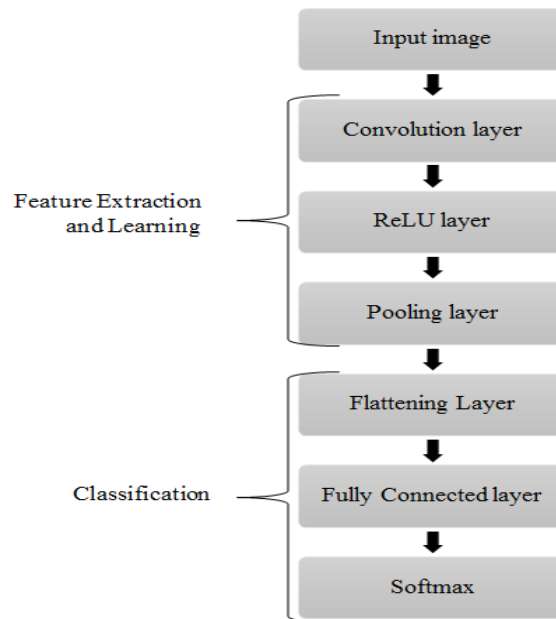 Input image
Convolution layer
Feature Extraction
and Learning
ReLU layer
Pooling layer
Flattening Layer
Classification
Fully Connected layer
Softmax